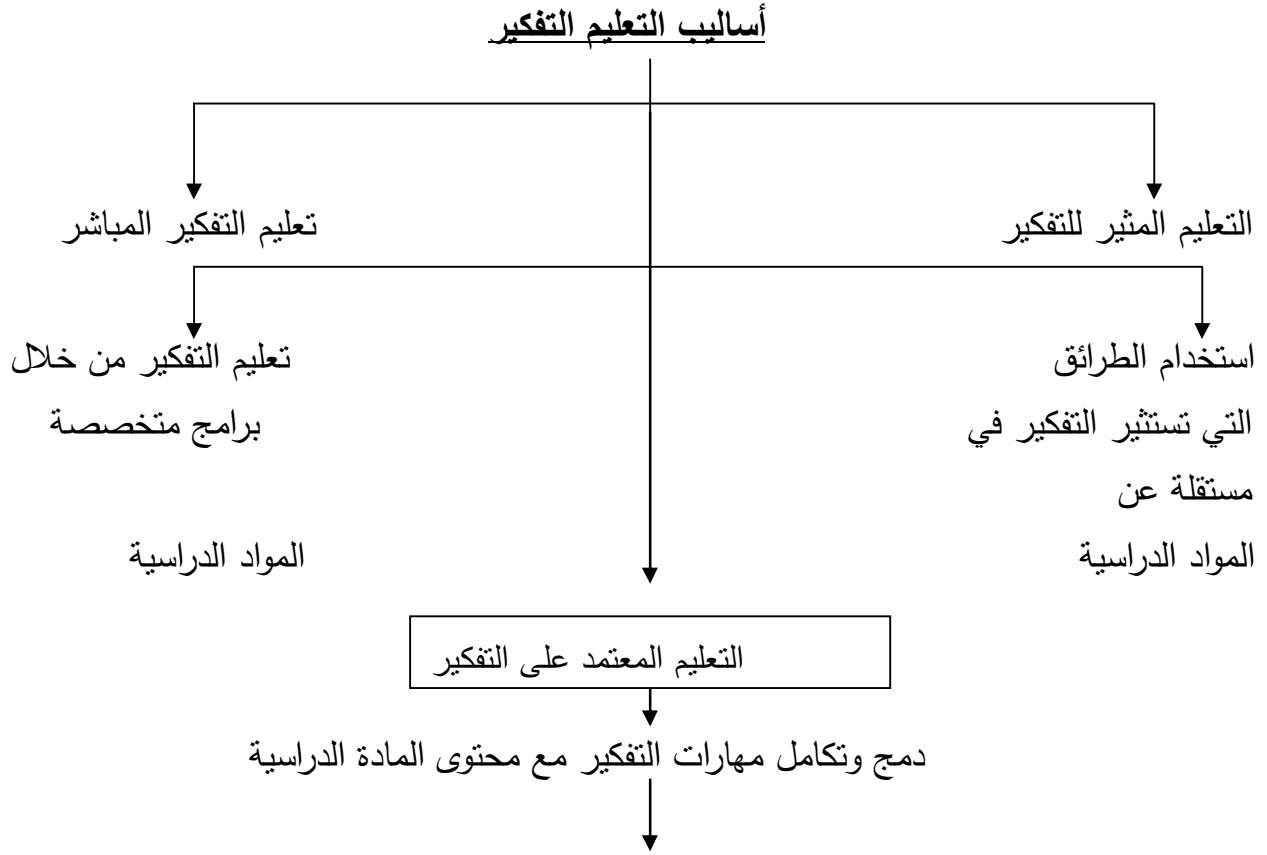 أساليب التعليم التفكير
التعليم المثير للتفكير
تعليم التفكير المباشر
استخدام الطرائق
تعليم التفكير من خلال
التي تستثير التفكير في
برامج متخصصة
مستقلة عن
المواد الدراسية
المواد الدراسية
التعليم المعتمد على التفكير
دمج وتكامل مهارات التفكير مع محتوى المادة الدراسية